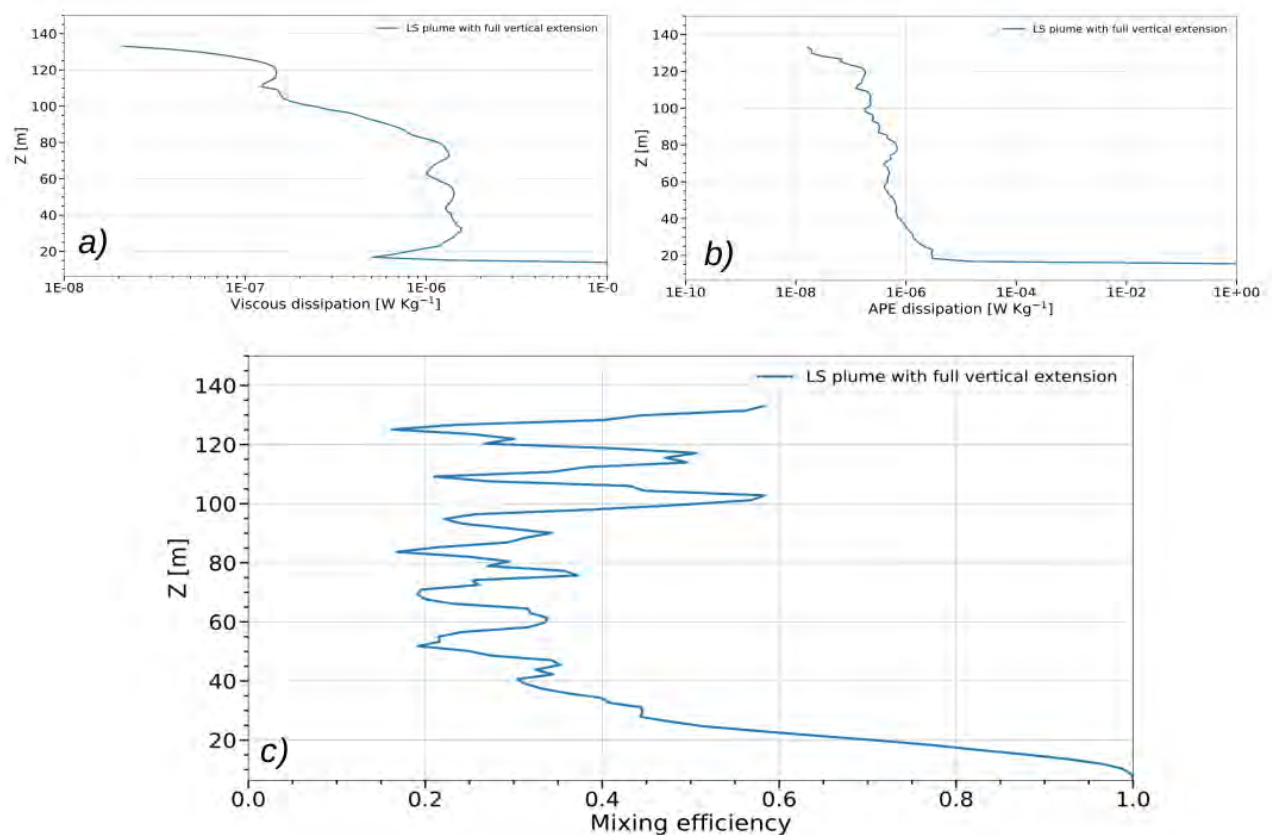 LS plume with full vertical extension
140
120
100
80
60
40
20
Z [m]
a)
1E-08 1E-07 1E-06 1E-0
Viscous dissipation [W Kg⁻¹]
LS plume with full vertical extension
140
120
100
80
60
40
20
Z [m]
b)
1E-10 1E-08 1E-06 1E-04 1E-02 1E+00
APE dissipation [W Kg⁻¹]
LS plume with full vertical extension
140
120
100
80
60
40
20
Z [m]
c)
0.0 0.2 0.4 0.6 0.8 1.0
Mixing efficiency